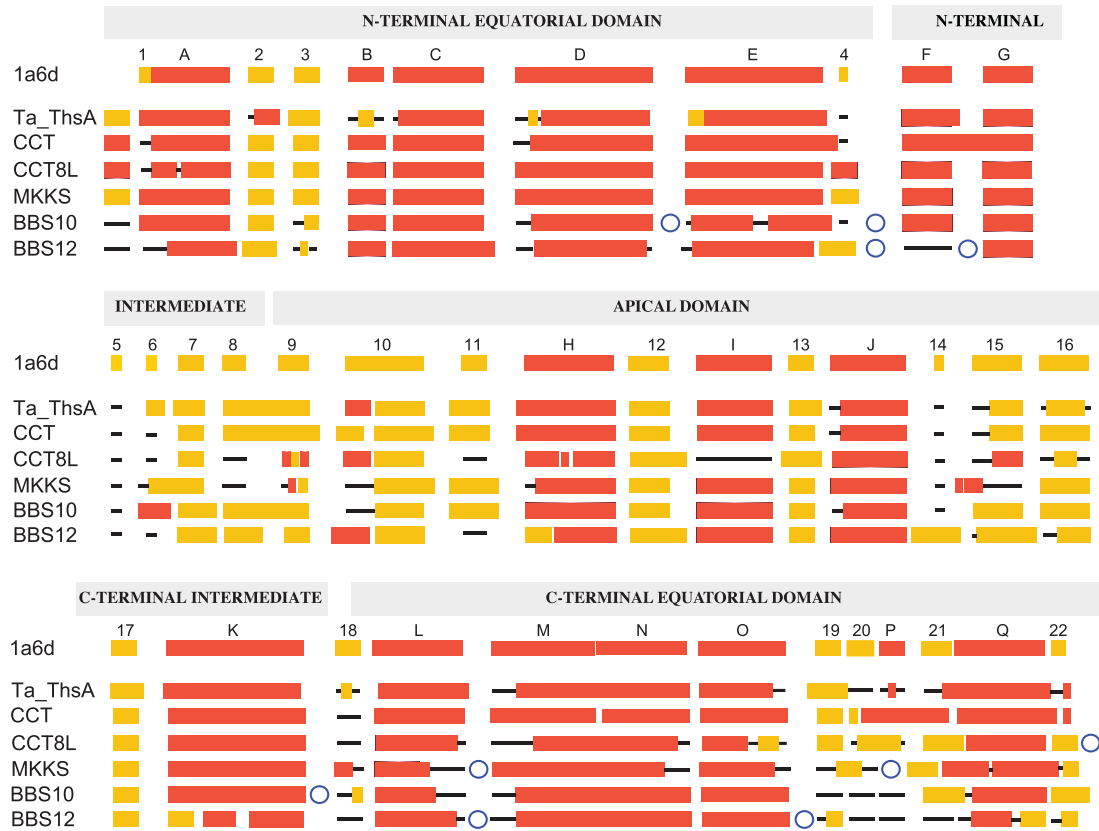 N-TERMINAL EQUATORIAL DOMAIN N-TERMINAL
1 A 2 3 B C D E 4 F G
1a6d
Ta_ThsA
CCT
CCT8L
MKKS
BBS10
BBS12
INTERMEDIATE APICAL DOMAIN
5 6 7 8 9 10 11 H 12 I 13 J 14 15 16
1a6d
Ta_ThsA
CCT
CCT8L
MKKS
BBS10
BBS12
C-TERMINAL INTERMEDIATE C-TERMINAL EQUATORIAL DOMAIN
17 K 18 L M N O 19 20 P 21 Q 22
1a6d
Ta_ThsA
CCT
CCT8L
MKKS
BBS10
BBS12